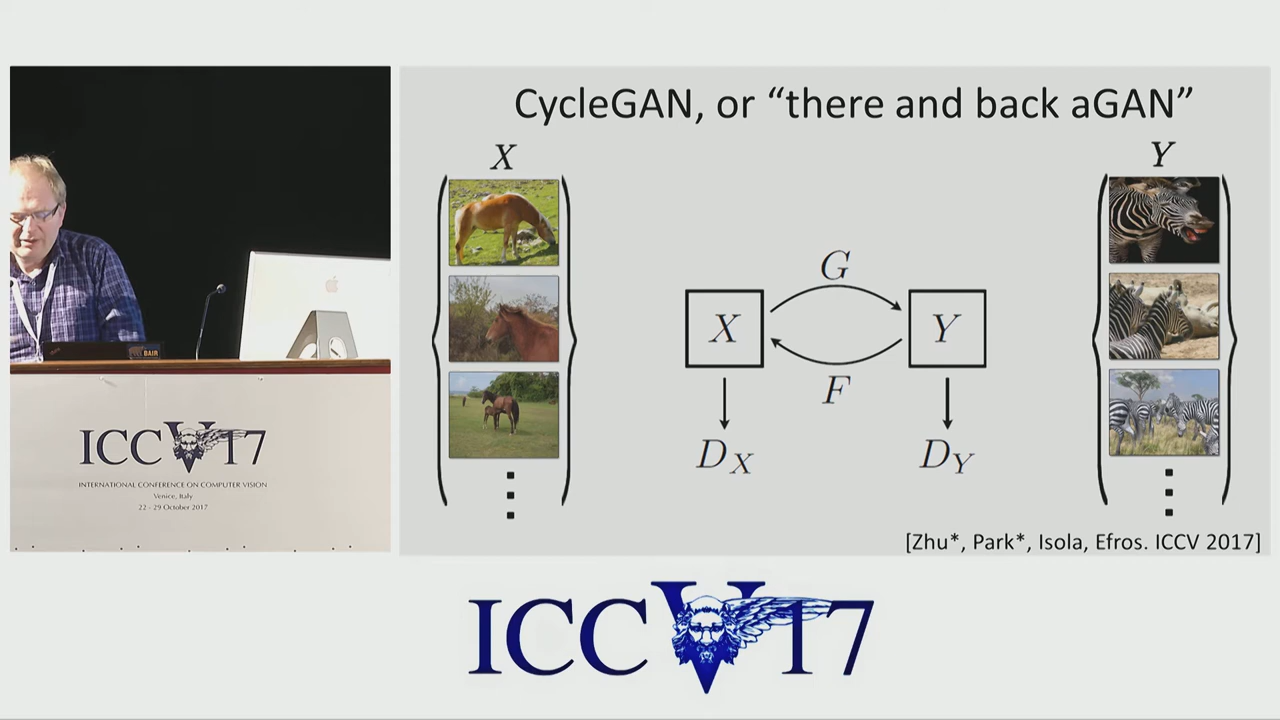 CycleGAN, or “there and back aGAN”
X
Y
G
X
Y
F
D_X
D_Y
[Zhu*, Park*, Isola, Efros. ICCV 2017]
BAIR
ICCV17
INTERNATIONAL CONFERENCE ON COMPUTER VISION
Venice, Italy
22 - 29 October 2017
ICCV17